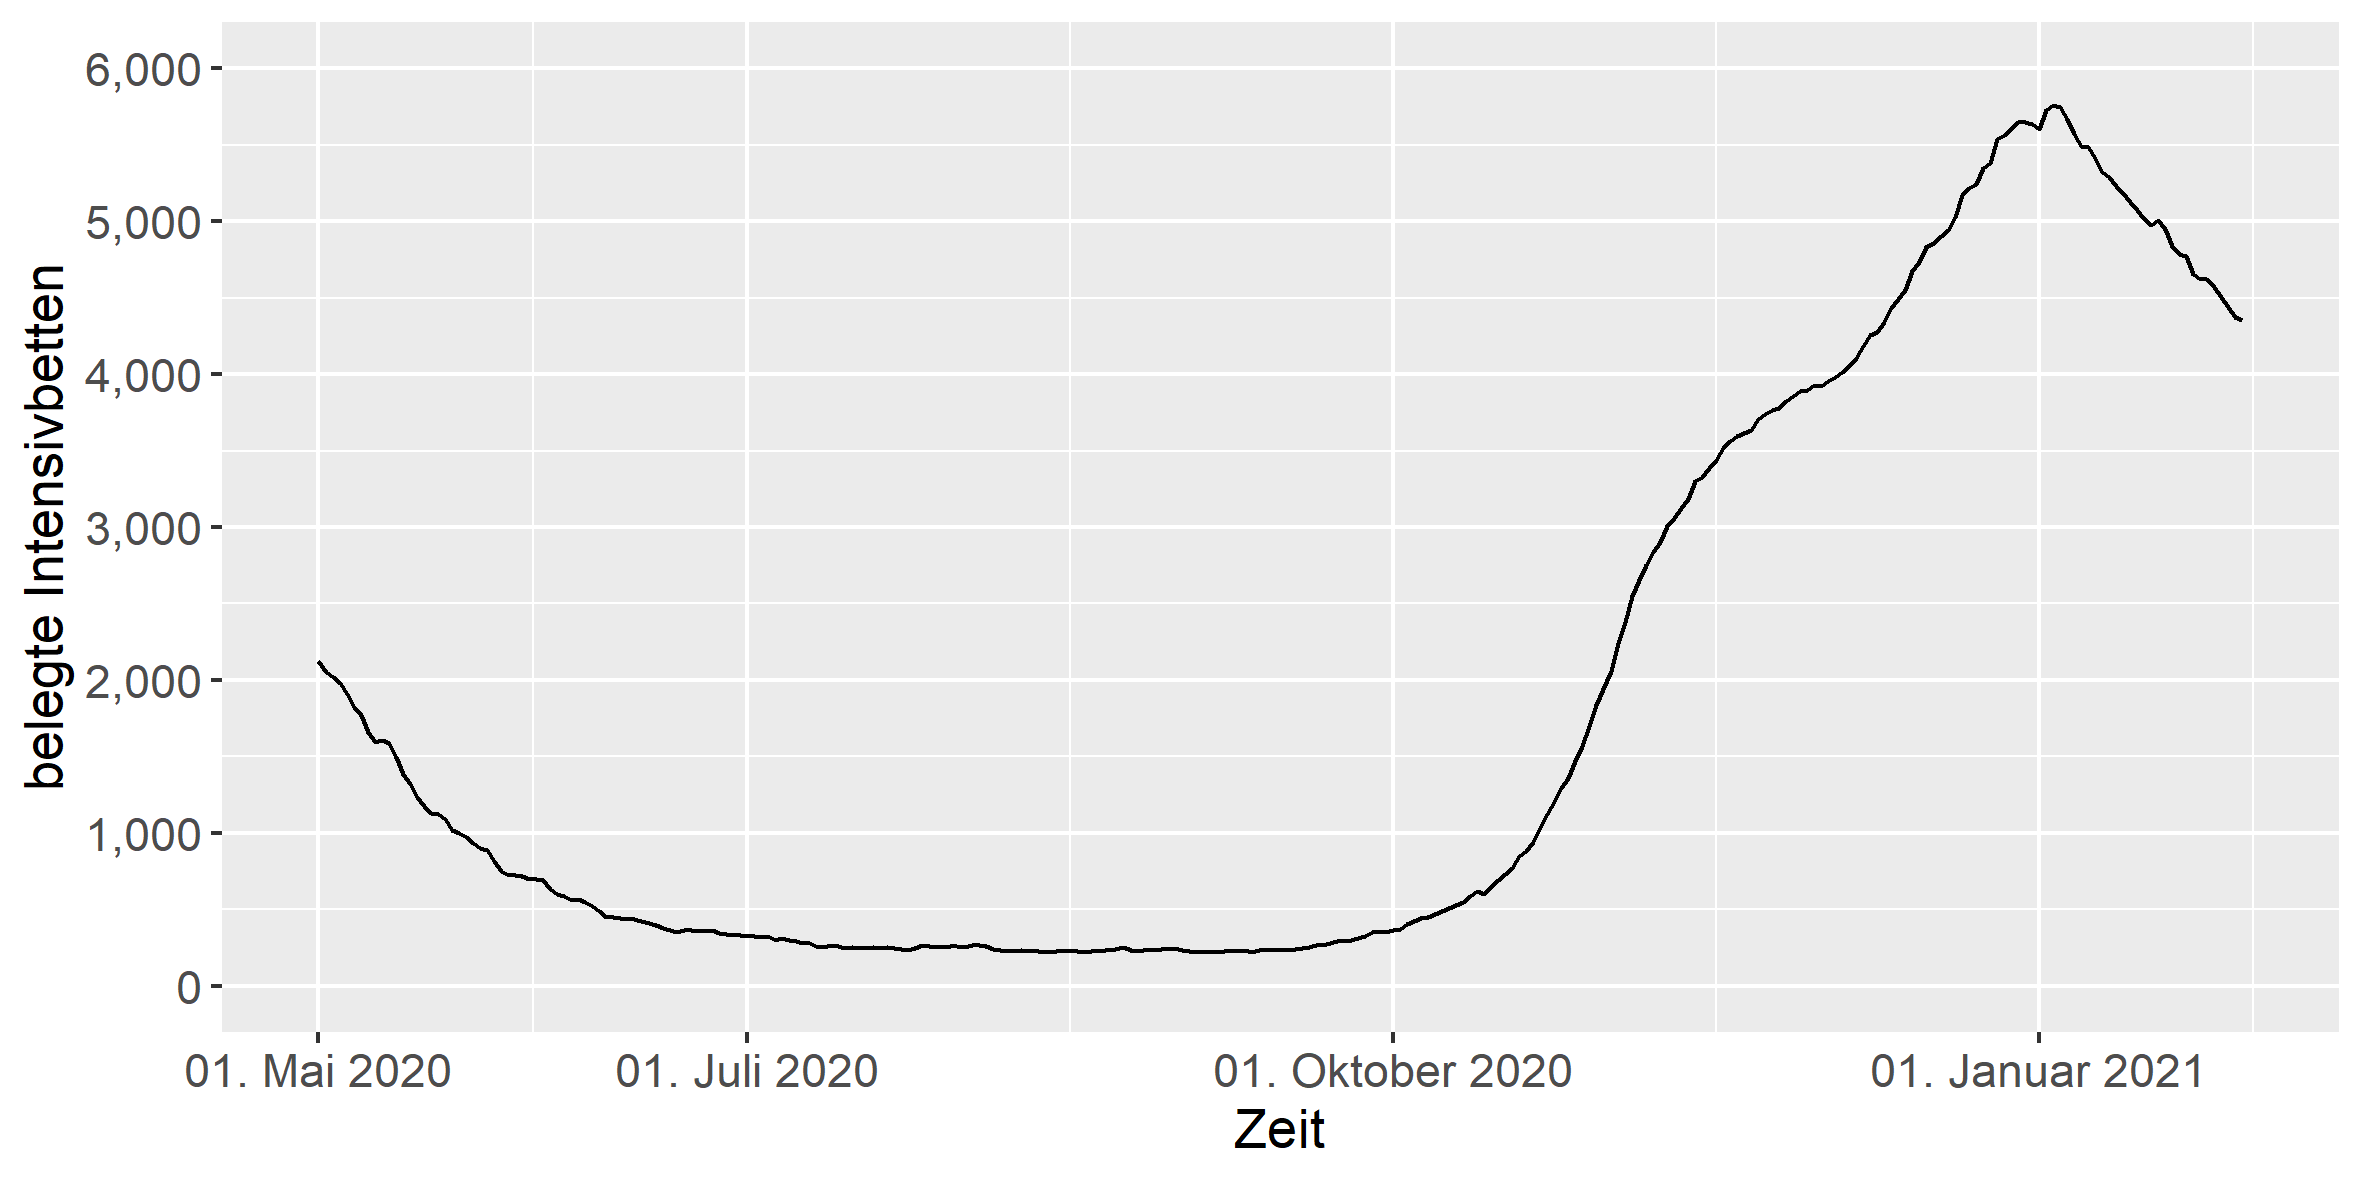 belegte Intensivbetten
6,000
5,000
4,000
3,000
2,000
1,000
0
01. Mai 2020
01. Juli 2020
01. Oktober 2020
01. Januar 2021
Zeit